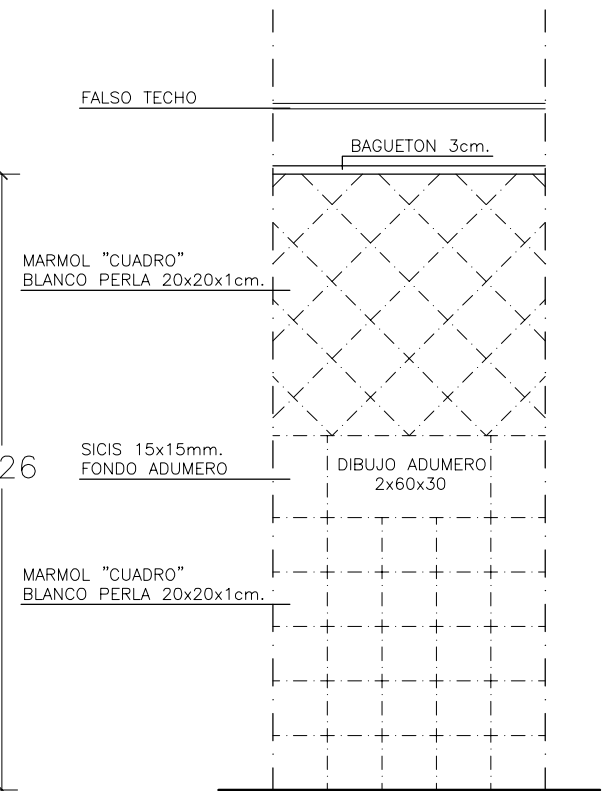 FALSO TECHO
BAGUETON 3cm.
MARMOL "CUADRO"
BLANCO PERLA 20x20x1cm.
SICIS 15x15mm.
FONDO ADUMERO
26
DIBUJO ADUMERO
2x60x30
MARMOL "CUADRO"
BLANCO PERLA 20x20x1cm.